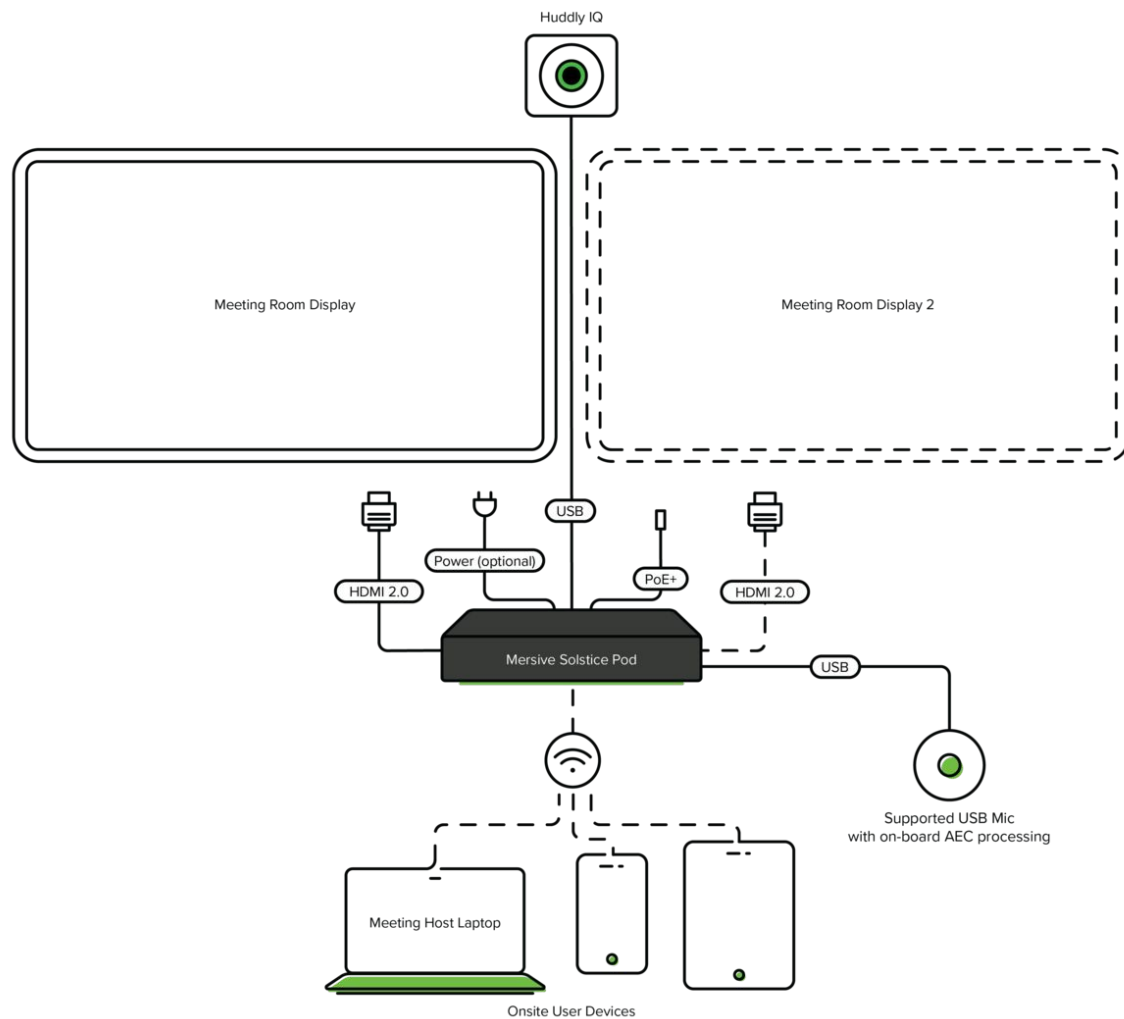 Huddly IQ
Meeting Room Display
Meeting Room Display 2
USB
Power (optional)
PoE+
HDMI 2.0
HDMI 2.0
Mersive Solstice Pod
USB
Supported USB Mic
with on-board AEC processing
Meeting Host Laptop
Onsite User Devices